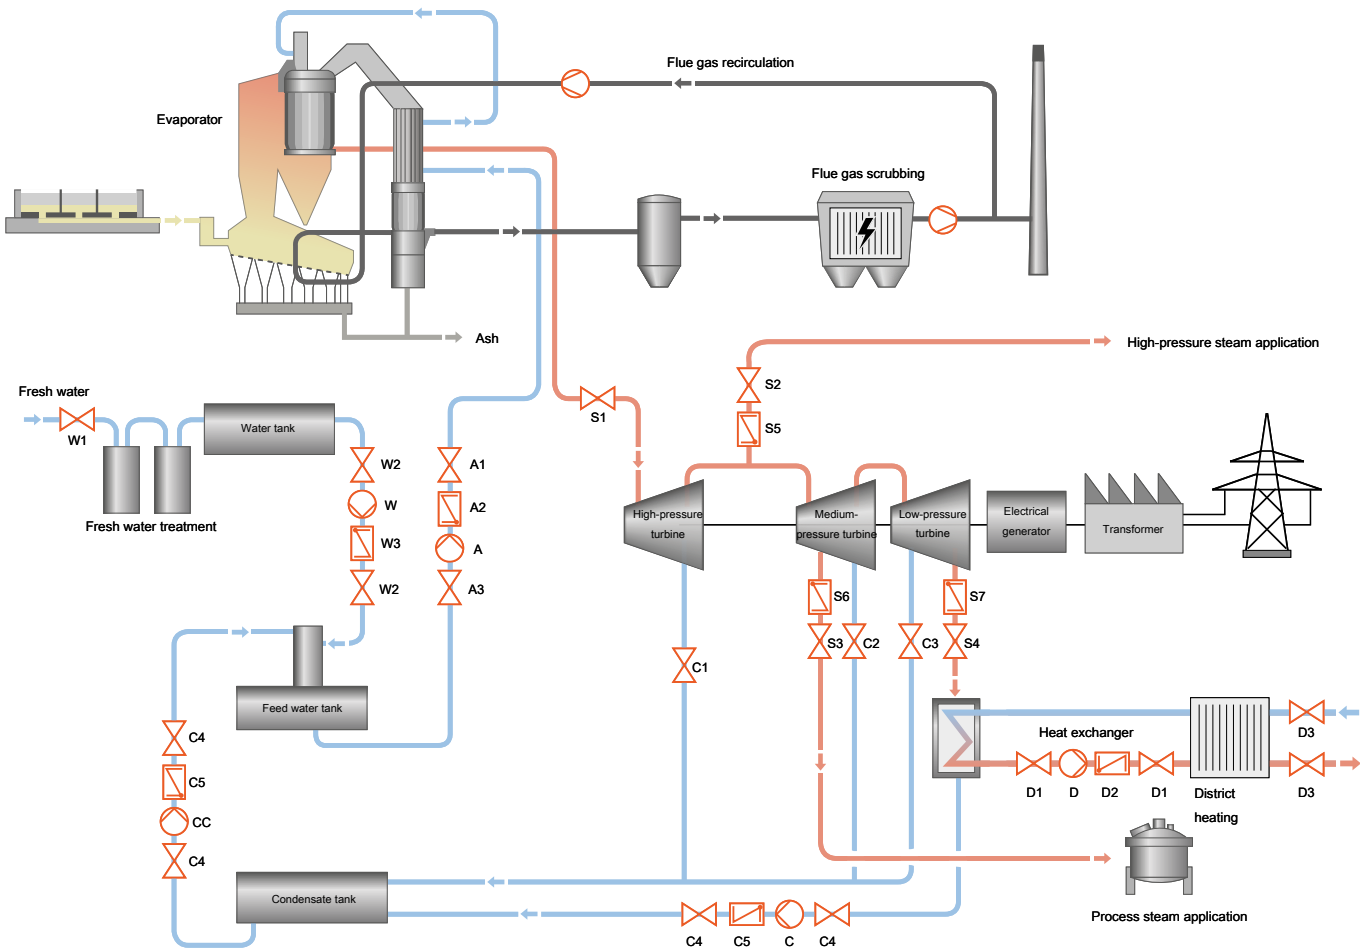 Flue gas recirculation
Evaporator
Flue gas scrubbing
Ash
High-pressure steam application
Fresh water
W1
Water tank
Fresh water treatment
W2
W
W3
W2
A1
A2
A
A3
S1
S2
S5
High-pressure
turbine
Medium-
pressure turbine
Low-pressure
turbine
Electrical
generator
Transformer
S6
S7
S3
C2
C3
S4
C1
Feed water tank
C4
C5
CC
C4
Heat exchanger
D1
D
D2
D1
District
heating
D3
D3
Condensate tank
C4
C5
C
C4
Process steam application